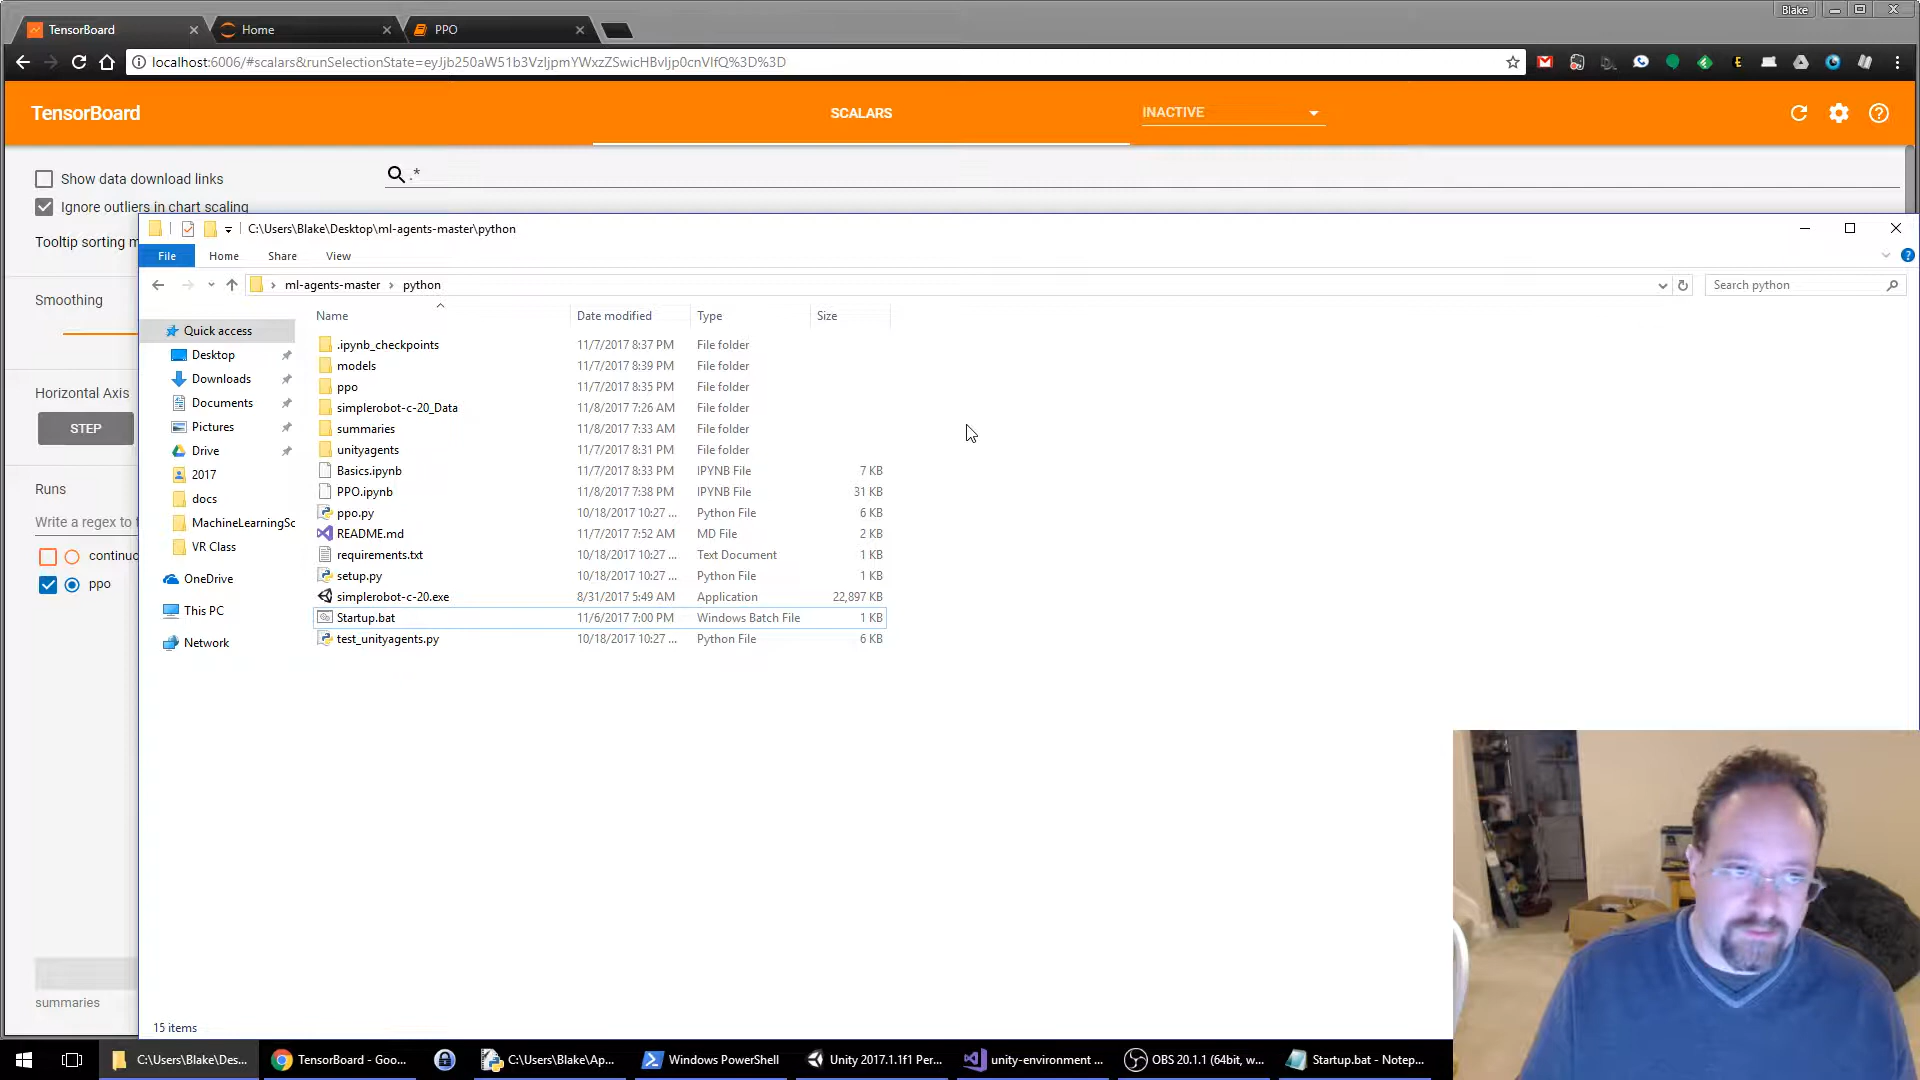 TensorBoard
Home
PPO
Blake
localhost:6006/#scalars&runSelectionState=eyJjb250aW51b3VzIjpmYWxzZSwicHBvIjp0cnVlfQ%3D%3D
TensorBoard
SCALARS
INACTIVE
Show data download links
.*
Ignore outliers in chart scaling
Tooltip sorting m
Smoothing
Horizontal Axis
STEP
Runs
Write a regex to f
continuo
ppo
summaries
C:\Users\Blake\Desktop\ml-agents-master\python
File Home Share View
ml-agents-master > python
Search python
Quick access
Desktop
Downloads
Documents
Pictures
Drive
2017
docs
MachineLearningSc
VR Class
OneDrive
This PC
Network
Name Date modified Type Size
.ipynb_checkpoints 11/7/2017 8:37 PM File folder
models 11/7/2017 8:39 PM File folder
ppo 11/7/2017 8:35 PM File folder
simplerobot-c-20_Data 11/8/2017 7:26 AM File folder
summaries 11/8/2017 7:33 AM File folder
unityagents 11/7/2017 8:31 PM File folder
Basics.ipynb 11/7/2017 8:33 PM IPYNB File 7 KB
PPO.ipynb 11/8/2017 7:38 PM IPYNB File 31 KB
ppo.py 10/18/2017 10:27 ... Python File 6 KB
README.md 11/7/2017 7:52 AM MD File 2 KB
requirements.txt 10/18/2017 10:27 ... Text Document 1 KB
setup.py 10/18/2017 10:27 ... Python File 1 KB
simplerobot-c-20.exe 8/31/2017 5:49 AM Application 22,897 KB
Startup.bat 11/6/2017 7:00 PM Windows Batch File 1 KB
test_unityagents.py 10/18/2017 10:27 ... Python File 6 KB
15 items
C:\Users\Blake\Des...
TensorBoard - Goo...
C:\Users\Blake\Ap...
Windows PowerShell
Unity 2017.1.1f1 Per...
unity-environment ...
OBS 20.1.1 (64bit, w...
Startup.bat - Notep...